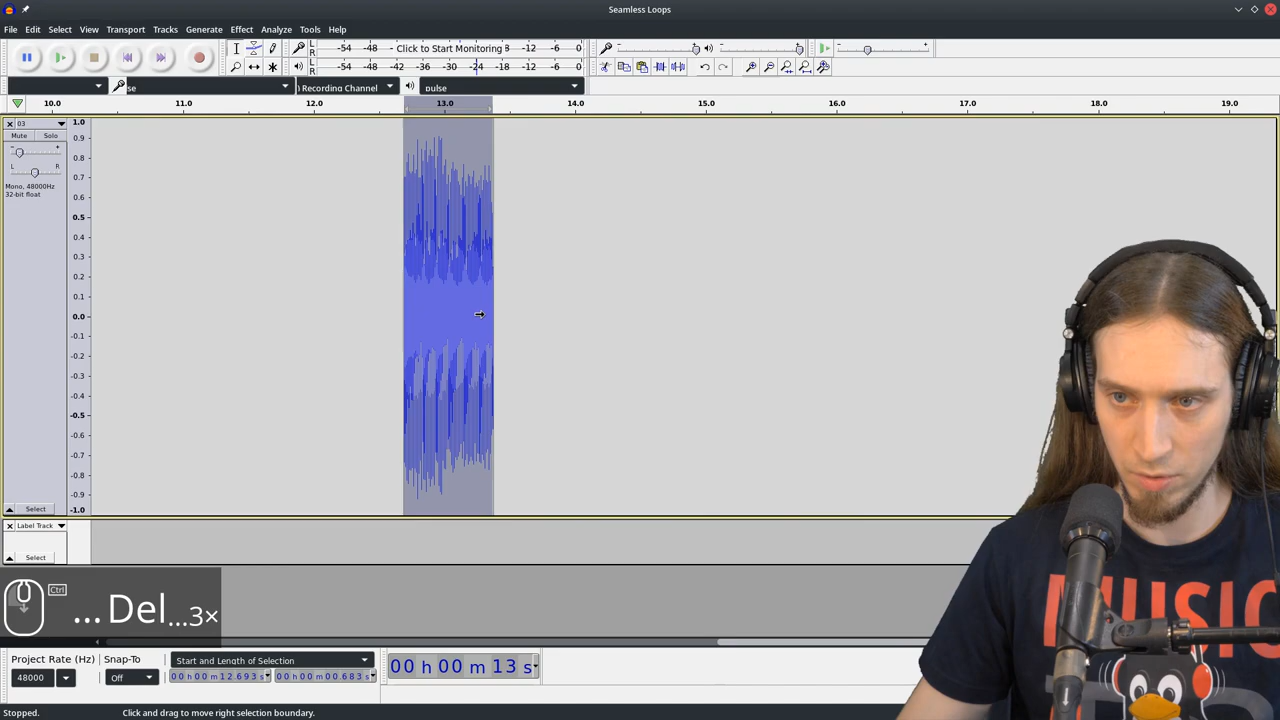 Seamless Loops
File Edit Select View Transport Tracks Generate Effect Analyze Tools Help
L R -54 -48 Click to Start Monitoring 8 -12 -6 0
L R -54 -48 -42 -36 -30 -24 -18 -12 -6 0
se ) Recording Channel pulse
10.0 11.0 12.0 13.0 14.0 15.0 16.0 17.0 18.0 19.0
03
Mute Solo
- +
L R
Mono, 48000Hz
32-bit float
Select
1.0
0.9
0.8
0.7
0.6
0.5
0.4
0.3
0.2
0.1
0.0
-0.1
-0.2
-0.3
-0.4
-0.5
-0.6
-0.7
-0.8
-0.9
-1.0
Label Track
Select
Ctrl
... Del...3×
MUSIC
Project Rate (Hz) Snap-To Start and Length of Selection
48000 Off 00 h 00 m 12.693 s 00 h 00 m 00.683 s
00 h 00 m 13 s
Stopped. Click and drag to move right selection boundary.